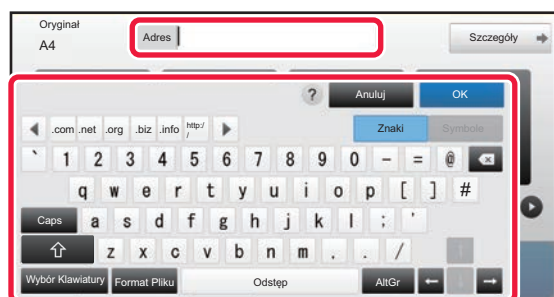 Oryginał
A4
Adres
Szczegóły
?
Anuluj
OK
.com .net .org .biz .info http:/
/
Znaki
Symbole
` 1 2 3 4 5 6 7 8 9 0 - = @
q w e r t y u i o p [ ] #
Caps a s d f g h j k l ; '
z x c v b n m . . /
Wybór Klawiatury
Format Pliku
Odstęp
AltGr